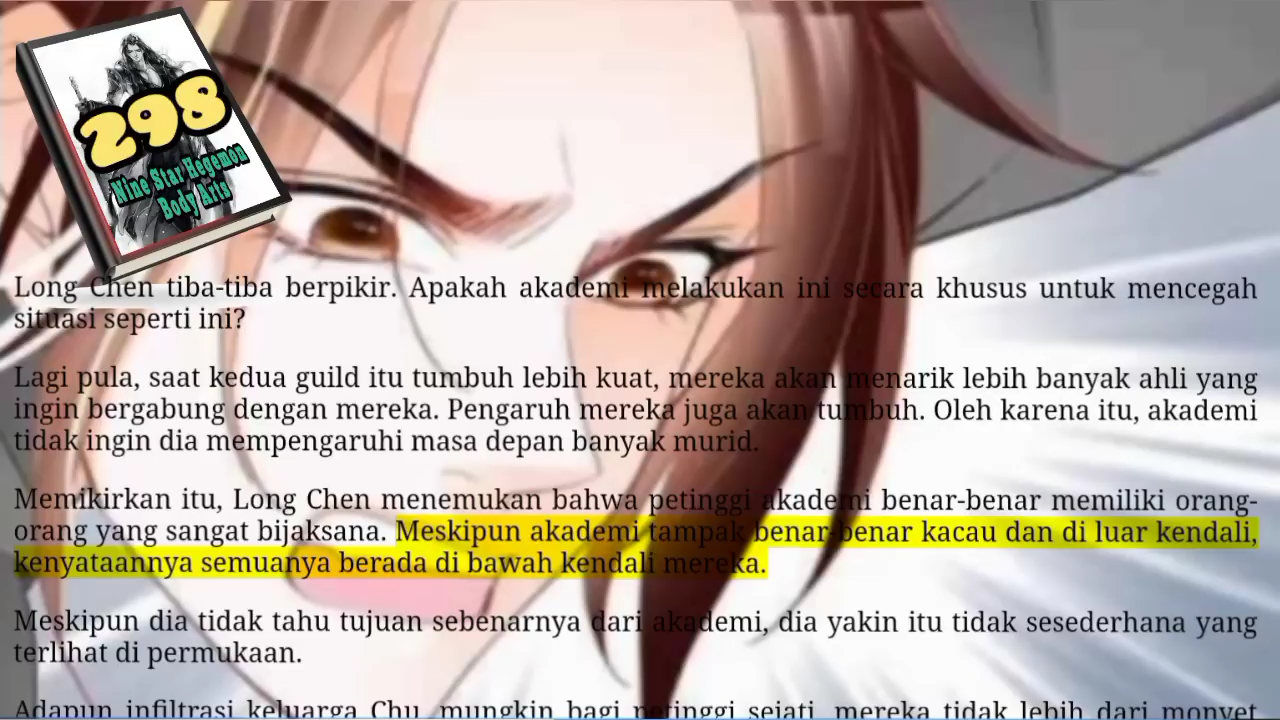 298
Nine Star Hegemon
Body Arts
Long Chen tiba-tiba berpikir. Apakah akademi melakukan ini secara khusus untuk mencegah
situasi seperti ini?
Lagi pula, saat kedua guild itu tumbuh lebih kuat, mereka akan menarik lebih banyak ahli yang
ingin bergabung dengan mereka. Pengaruh mereka juga akan tumbuh. Oleh karena itu, akademi
tidak ingin dia mempengaruhi masa depan banyak murid.
Memikirkan itu, Long Chen menemukan bahwa petinggi akademi benar-benar memiliki orang-
orang yang sangat bijaksana. Meskipun akademi tampak benar-benar kacau dan di luar kendali,
kenyataannya semuanya berada di bawah kendali mereka.
Meskipun dia tidak tahu tujuan sebenarnya dari akademi, dia yakin itu tidak sesederhana yang
terlihat di permukaan.
Adapun infiltrasi keluarga Chu, mungkin bagi petinggi sejati, mereka tidak lebih dari monyet